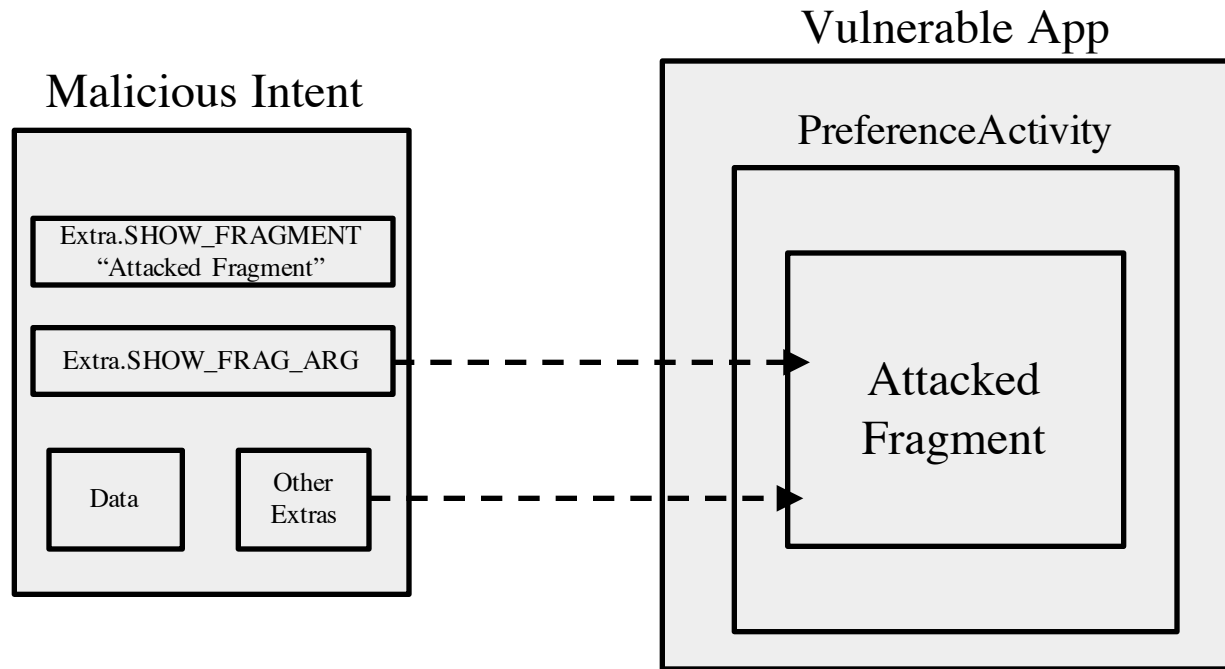 Malicious Intent
Extra.SHOW_FRAGMENT
“Attacked Fragment”
Extra.SHOW_FRAG_ARG
Data
Other
Extras
Vulnerable App
PreferenceActivity
Attacked
Fragment